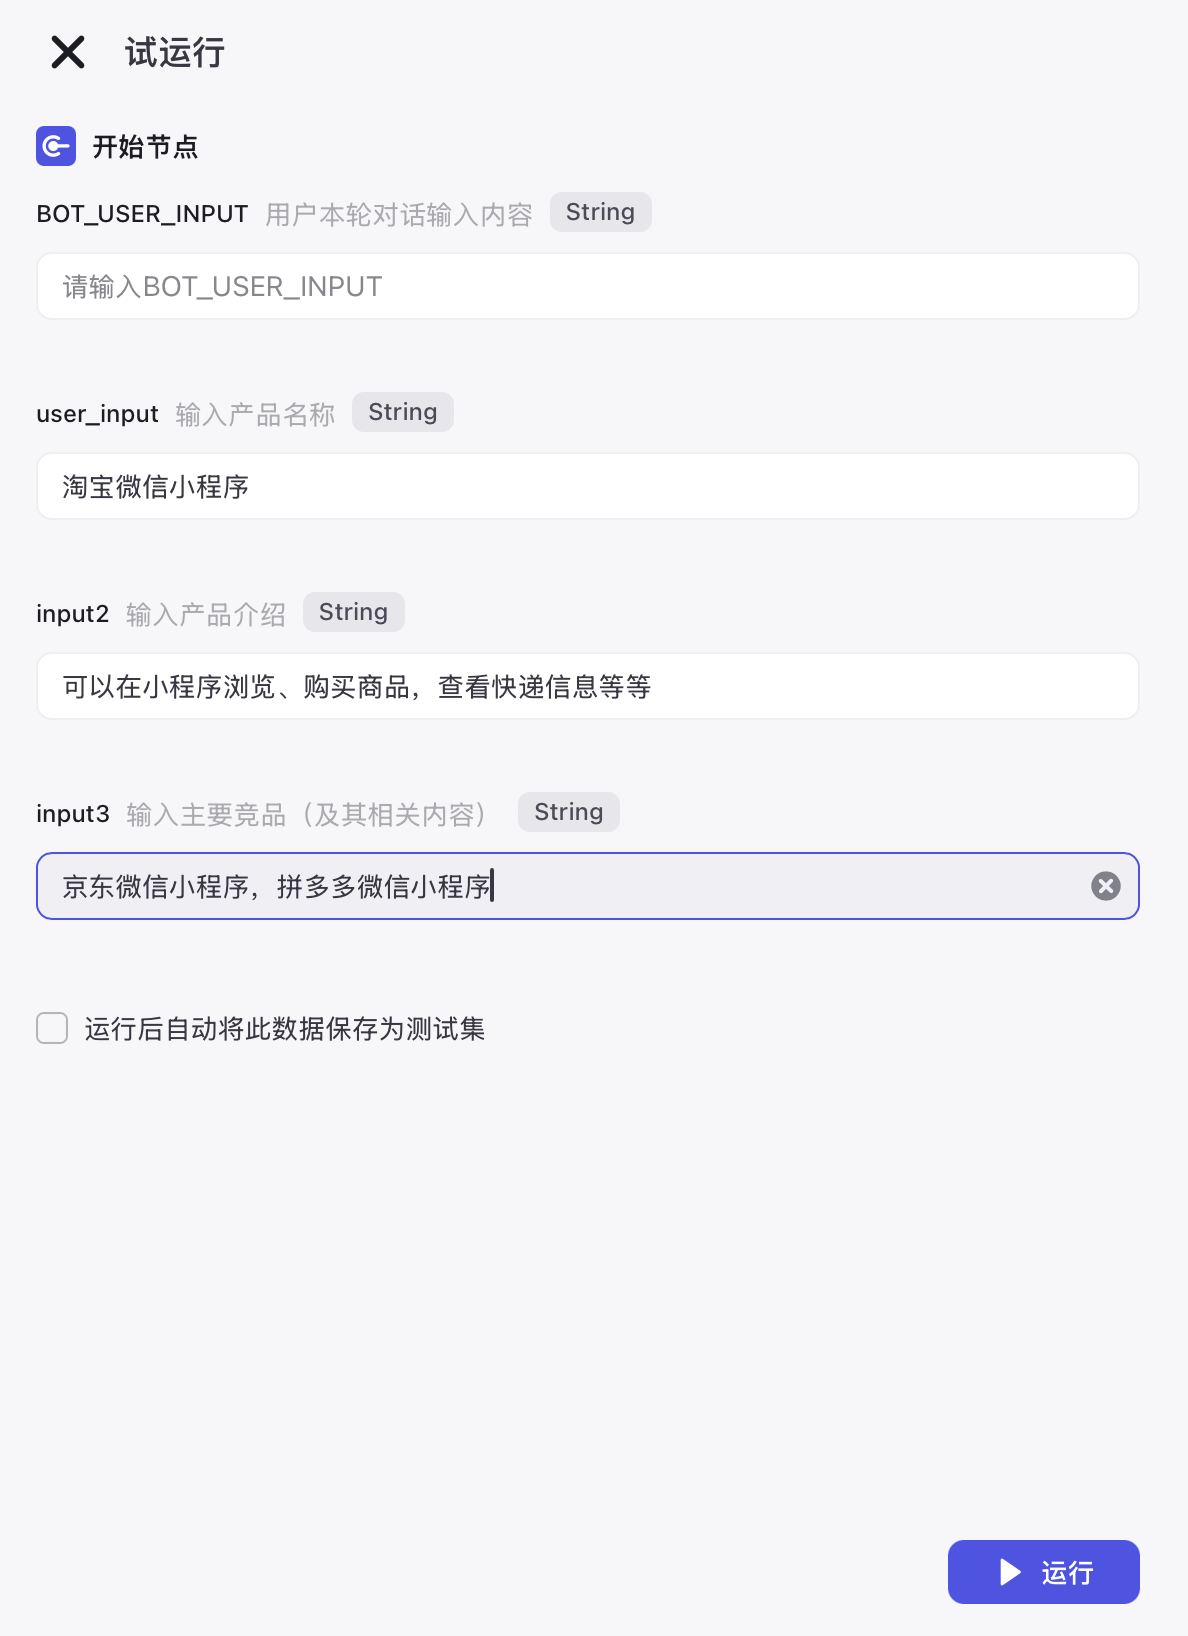 试运行
开始节点
BOT_USER_INPUT 用户本轮对话输入内容 String
请输入BOT_USER_INPUT
user_input 输入产品名称 String
淘宝微信小程序
input2 输入产品介绍 String
可以在小程序浏览、购买商品，查看快递信息等等
input3 输入主要竞品（及其相关内容） String
京东微信小程序，拼多多微信小程序
运行后自动将此数据保存为测试集
运行